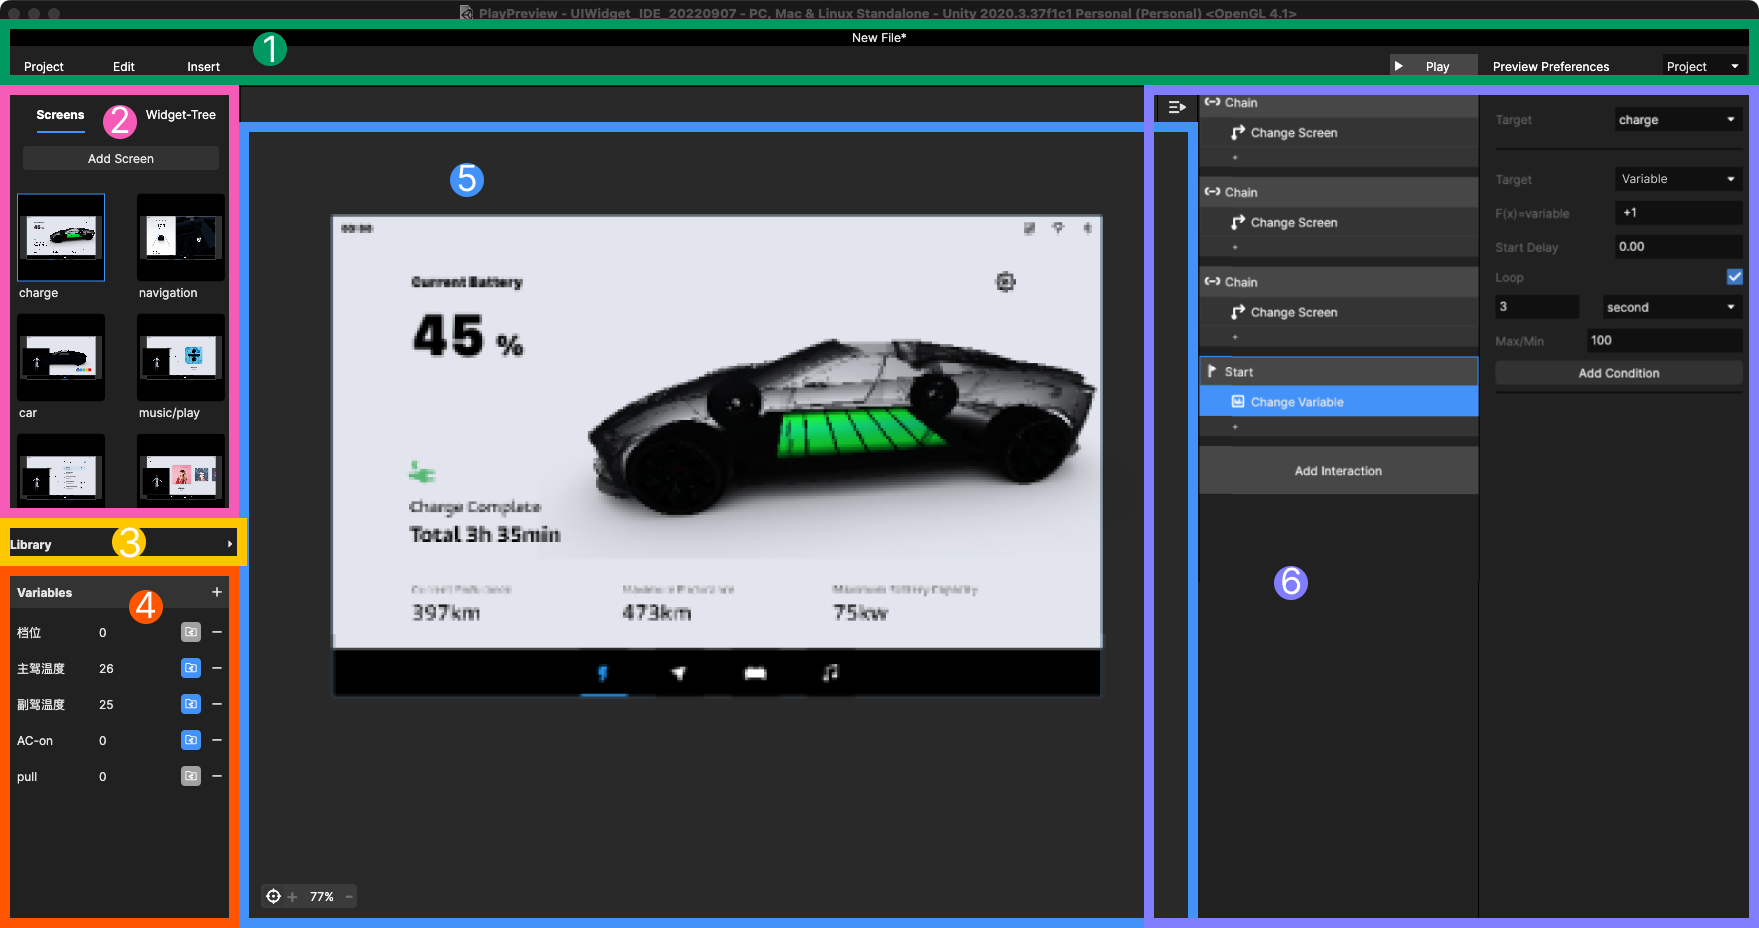 PlayPreview - UIWidget_IDE_20220907 - PC, Mac & Linux Standalone - Unity 2020.3.37f1c1 Personal (Personal) <OpenGL 4.1>
New File*
Project Edit Insert
1
Play Preview Preferences Project
Screens Widget-Tree
2
Add Screen
charge navigation
car music/play
Library
3
Variables +
4
档位 0
主驾温度 26
副驾温度 25
AC-on 0
pull 0
5
Current Battery
45 %
Charge Complete
Total 3h 35min
Maximum Battery Capacity
397km 473km 75kw
77%
Chain
Change Screen
+
Chain
Change Screen
+
Chain
Change Screen
+
Start
Change Variable
+
Add Interaction
6
Target charge
Target Variable
F(x)=variable +1
Start Delay 0.00
Loop
3 second
Max/Min 100
Add Condition